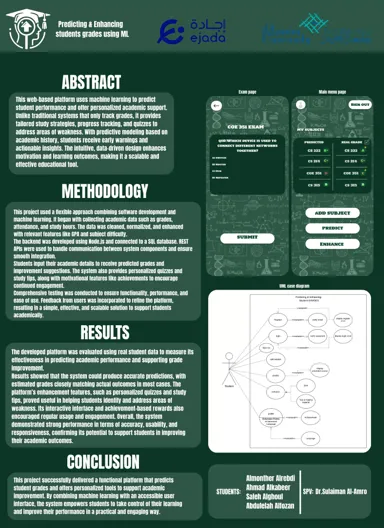 Predicting & Enhancing
students grades using ML
إجادة
ejada
ABSTRACT
This web-based platform uses machine learning to predict
student performance and offer personalized academic support.
Unlike traditional systems that only track grades, it provides
tailored study strategies, progress tracking, and quizzes to
address areas of weakness. With predictive modeling based on
academic history, students receive early warnings and
actionable insights. The intuitive, data-driven design enhances
motivation and learning outcomes, making it a scalable and
effective educational tool.
METHODOLOGY
This project used a flexible approach combining software development and
machine learning. It began with collecting academic data such as grades,
attendance, and study hours. The data was cleaned, normalized, and enhanced
with relevant features like GPA and subject difficulty.
The backend was developed using Node.js and connected to a SQL database. REST
APIs were used to handle communication between system components and ensure
smooth integration.
Students input their academic details to receive predicted grades and
improvement suggestions. The system also provides personalized quizzes and
study tips, along with motivational features like achievements to encourage
continued engagement.
Comprehensive testing was conducted to ensure functionality, performance, and
ease of use. Feedback from users was incorporated to refine the platform,
resulting in a simple, effective, and scalable solution to support students
academically.
RESULTS
The developed platform was evaluated using real student data to measure its
effectiveness in predicting academic performance and supporting grade
improvement.
Results showed that the system could produce accurate predictions, with
estimated grades closely matching actual outcomes in most cases. The
platform's enhancement features, such as personalized quizzes and study
tips, proved useful in helping students identify and address areas of
weakness. Its interactive interface and achievement-based rewards also
encouraged regular usage and engagement. Overall, the system
demonstrated strong performance in terms of accuracy, usability, and
responsiveness, confirming its potential to support students in improving
their academic outcomes.
CONCLUSION
This project successfully delivered a functional platform that predicts
student grades and offers personalized tools to support academic
improvement. By combining machine learning with an accessible user
interface, the system empowers students to take control of their learning
and improve their performance in a practical and engaging way.
Exam page
COE 351 EXAM
QUE:WHICH DEVICE IS USED TO
CONNECT DIFFERENT NETWORKS
TOGETHER?
SUBMIT
Main home page
SIGN OUT
MY SUBJECTS
PREDICTED
REAL GRADE
ADD SUBJECT
PREDICT
ENHANCE
UML case diagram
STUDENTS:
Almonther Alrebdi
Ahmad Alkabeer
Saleh Alghoul
Abdulelah Alfozan
SPV: Dr.Sulaiman Al-Amro